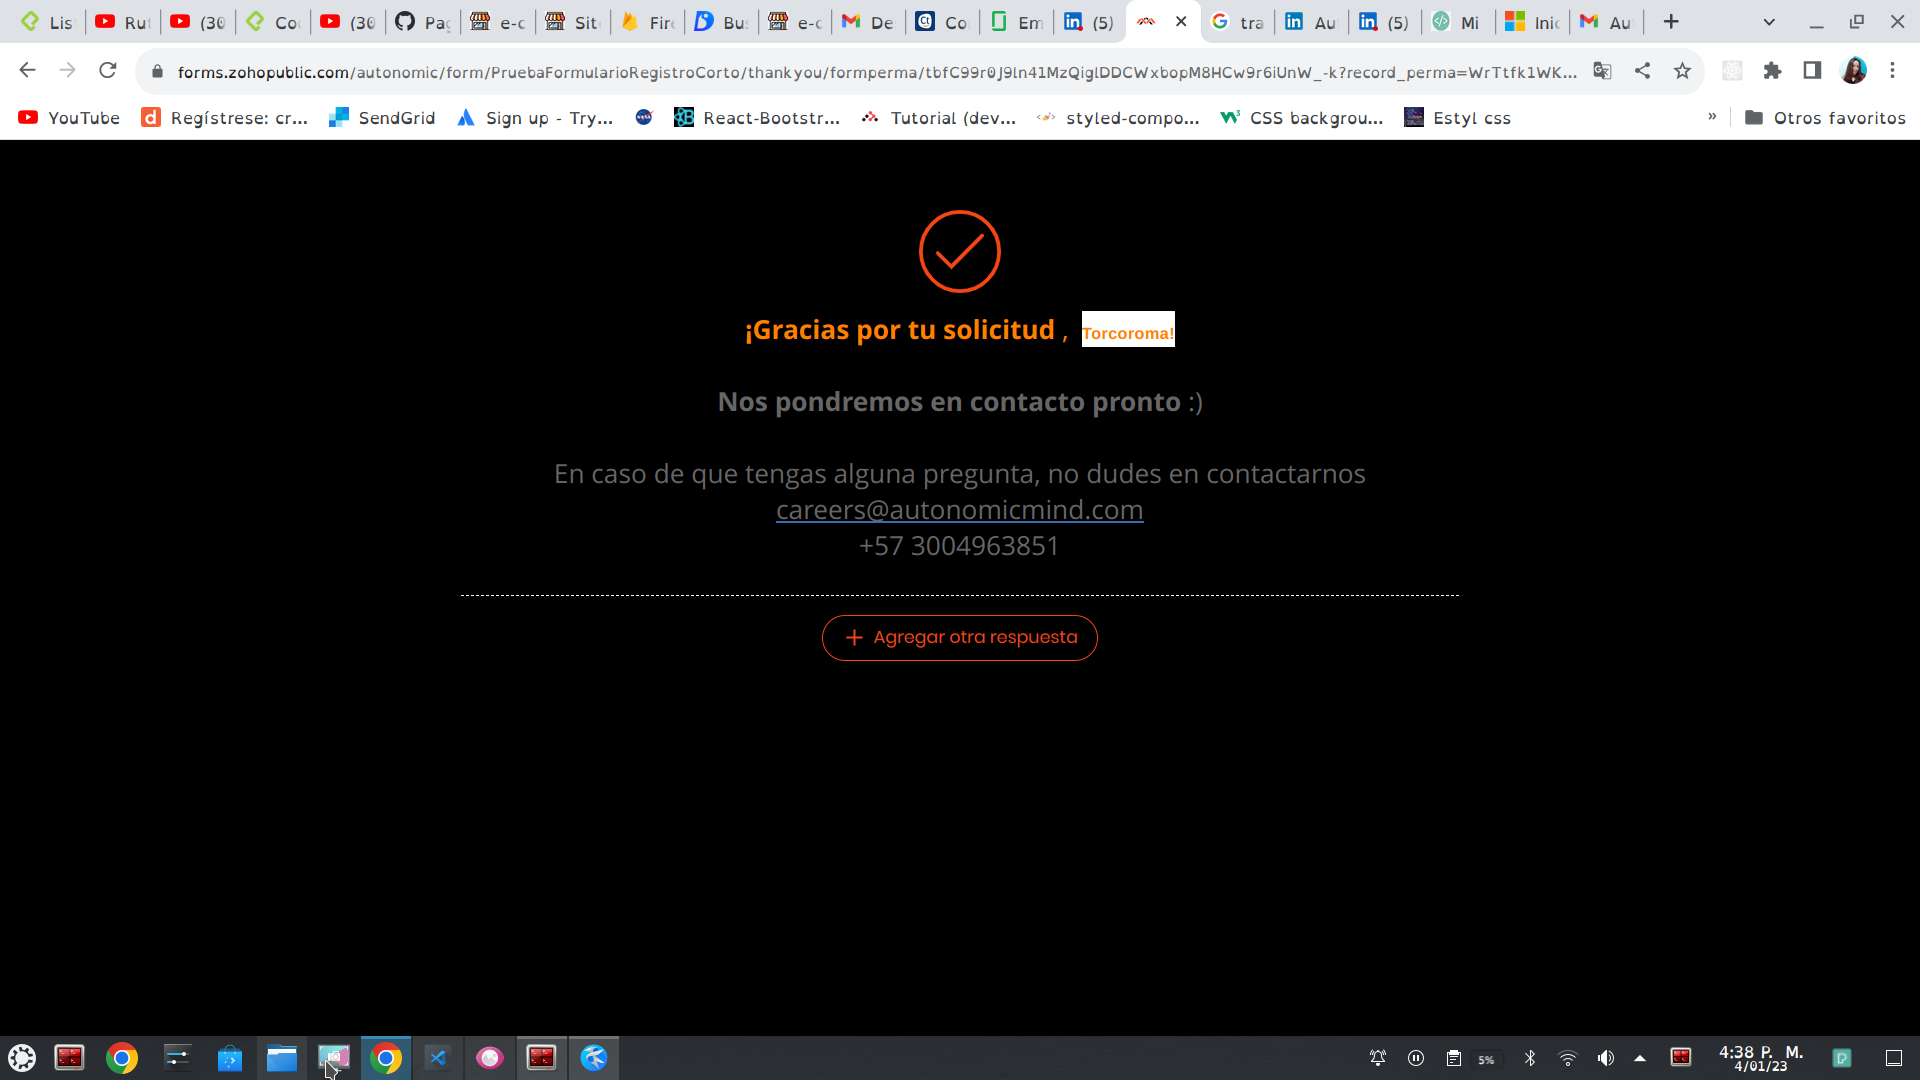 Lis
Rut
(30
Co
(30
Pag
e-c
Sit
Fire
Bus
e-c
De
Co
Em
(5)
tra
Au
(5)
Mi
Inic
Au
forms.zohopublic.com/autonomic/form/PruebaFormularioRegistroCorto/thankyou/formperma/tbfC99r0J9ln41MzQiglDDCWxbopM8HCw9r6iUnW_-k?record_perma=WrTtfk1WK...
YouTube
Regístrese: cr...
SendGrid
Sign up - Try...
React-Bootstr...
Tutorial (dev...
styled-compo...
CSS backgrou...
Estyl css
»
Otros favoritos
¡Gracias por tu solicitud , Torcoroma!
Nos pondremos en contacto pronto :)
En caso de que tengas alguna pregunta, no dudes en contactarnos
careers@autonomicmind.com
+57 3004963851
+ Agregar otra respuesta
5%
4:38 P. M.
4/01/23